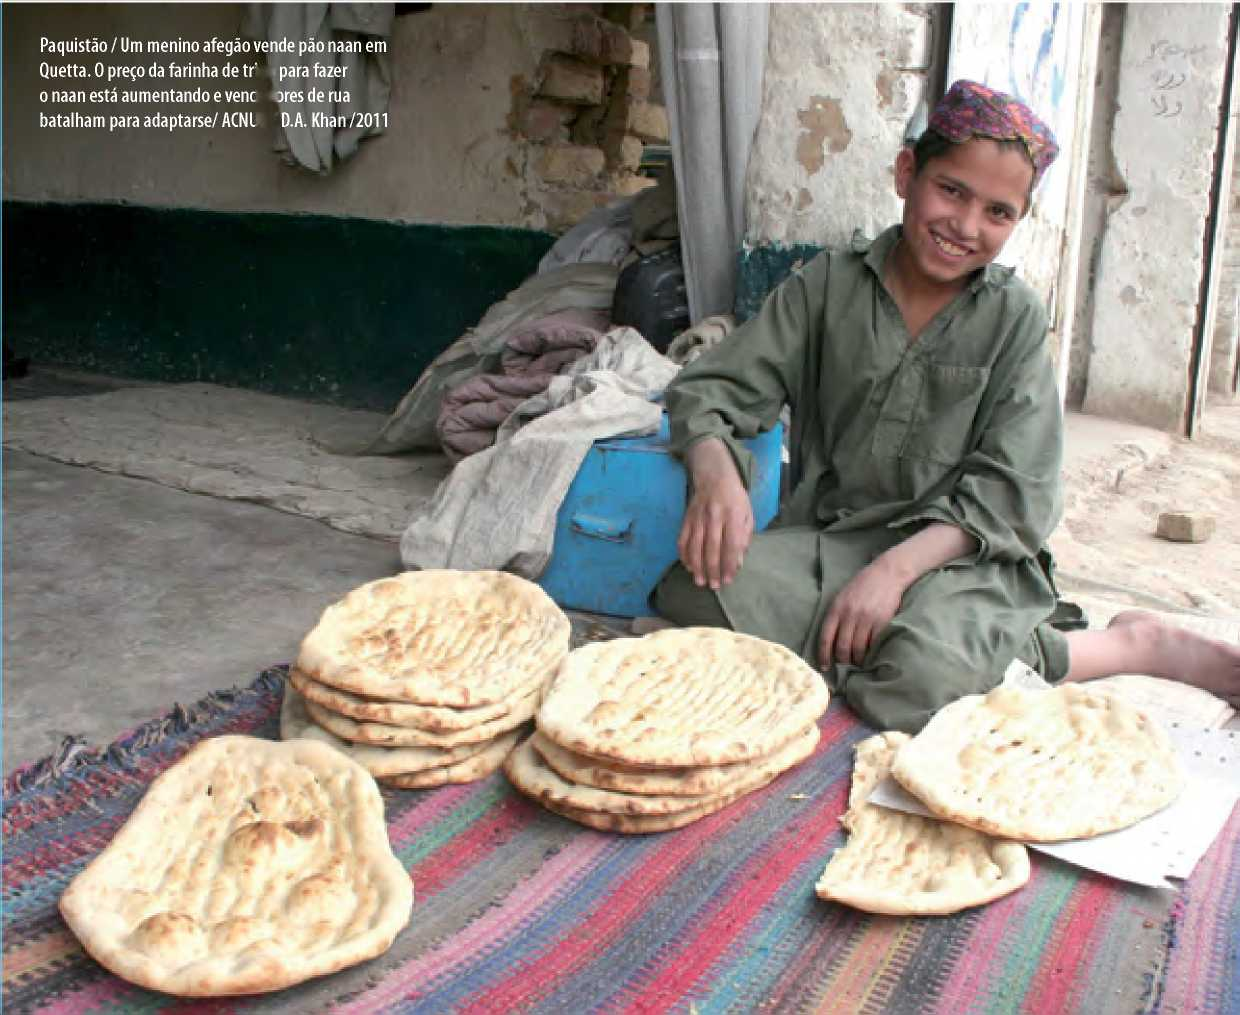 Paquistão / Um menino afegão vende pão naan em
Quetta. O preço da farinha de para fazer
o naan está aumentando e de rua
batalham para adaptarse/ D.A. Khan /2011